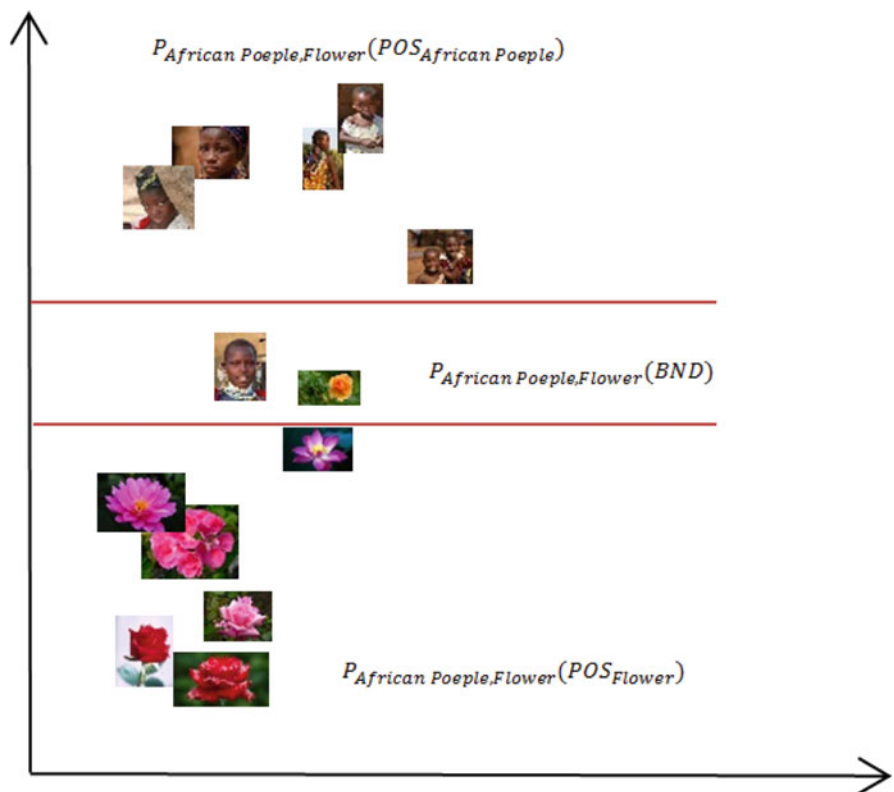 P_{African Poeple,Flower}(POS_{African Poeple})
P_{African Poeple,Flower}(BND)
P_{African Poeple,Flower}(POS_{Flower})